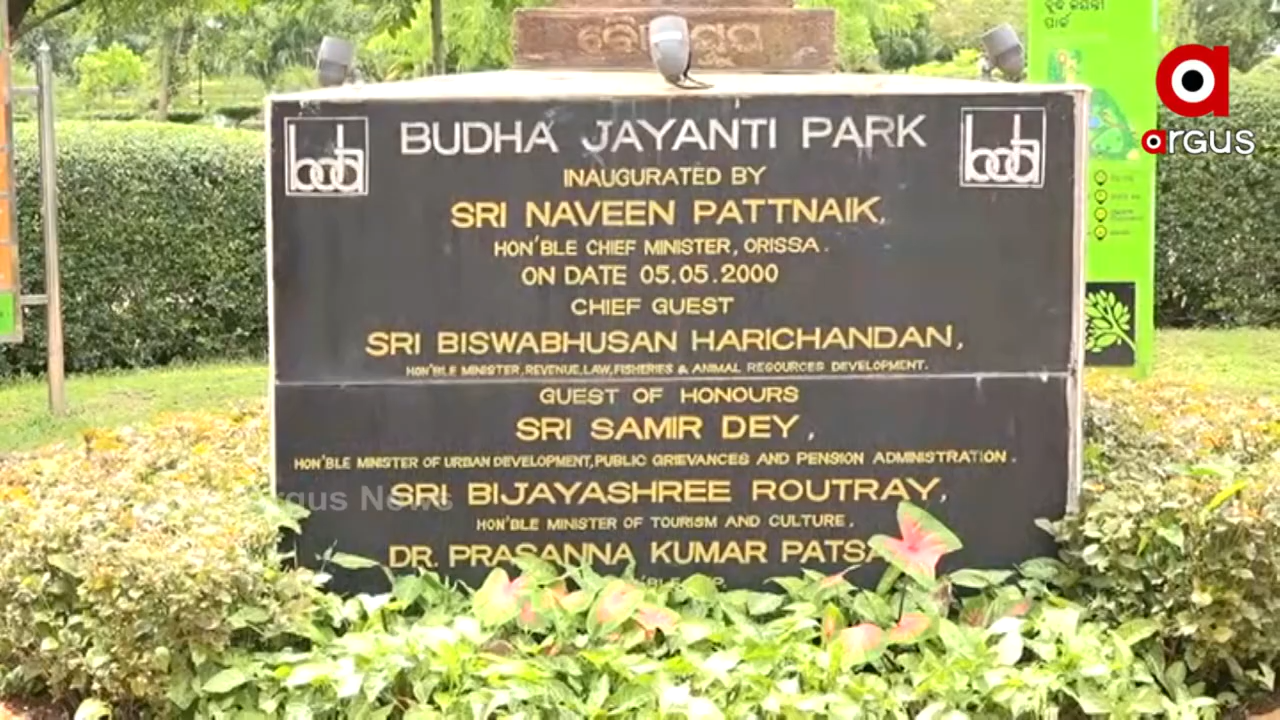 ବୁଦ୍ଧ ଜୟନ୍ତୀ
ପାର୍କ
argus
bda
BUDHA JAYANTI PARK
bda
INAUGURATED BY
SRI NAVEEN PATTNAIK,
HON'BLE CHIEF MINISTER, ORISSA.
ON DATE 05.05.2000
CHIEF GUEST
SRI BISWABHUSAN HARICHANDAN,
HON'BLE MINISTER, REVENUE, LAW, FISHERIES & ANIMAL RESOURCES DEVELOPMENT.
GUEST OF HONOURS
SRI SAMIR DEY,
HON'BLE MINISTER OF URBAN DEVELOPMENT, PUBLIC GRIEVANCES AND PENSION ADMINISTRATION.
Argus News
SRI BIJAYASHREE ROUTRAY,
HON'BLE MINISTER OF TOURISM AND CULTURE,
DR. PRASANNA KUMAR